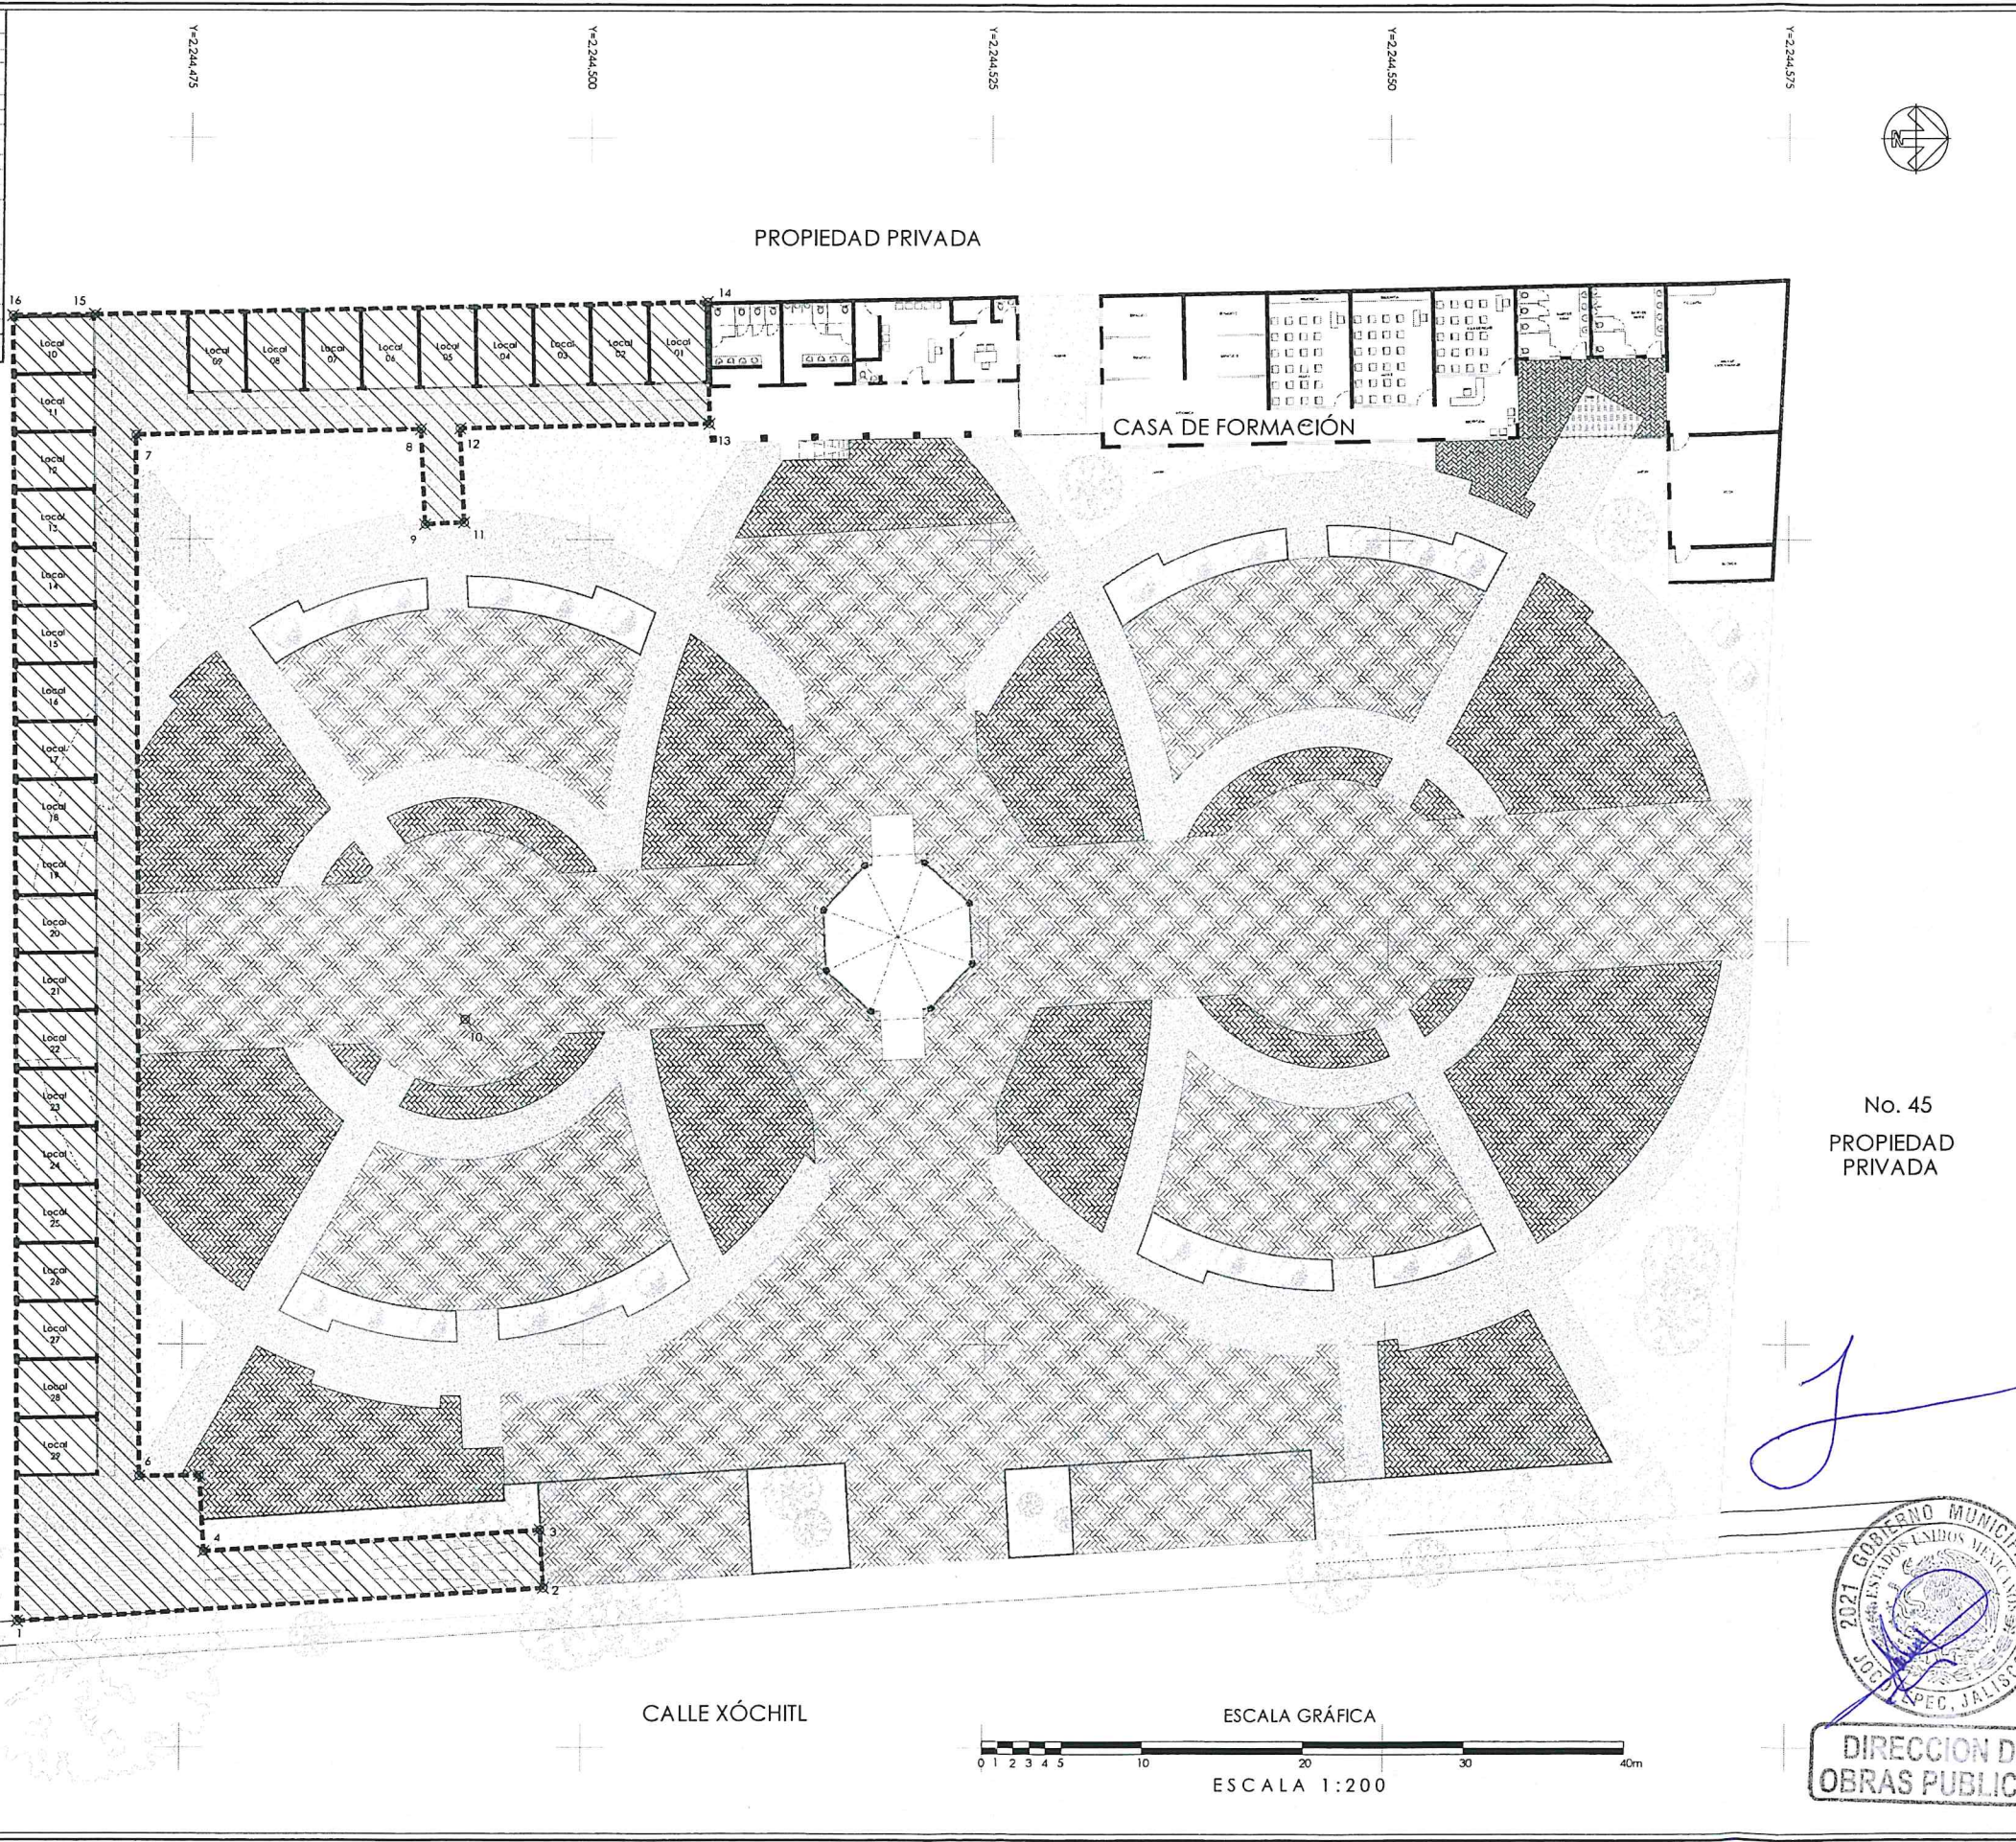 Y=2,244,475
Y=2,244,500
Y=2,244,525
Y=2,244,550
Y=2,244,575
N
PROPIEDAD PRIVADA
16
15
14
Local
10
Local
09
Local
08
Local
07
Local
06
Local
05
Local
04
Local
03
Local
02
Local
01
Local
11
CASA DE FORMACIÓN
7
8
12
13
Local
12
Local
13
9
11
Local
14
Local
15
Local
16
Local
17
Local
18
Local
19
Local
20
Local
21
10
Local
22
Local
23
Local
24
Local
25
Local
26
Local
27
Local
28
Local
29
No. 45
PROPIEDAD
PRIVADA
6
4
3
2
1
CALLE XÓCHITL
ESCALA GRÁFICA
0 1 2 3 4 5 10 20 30 40m
ESCALA 1:200
2021 GOBIERNO
ESTADOS UNIDOS
DIRECCION D
OBRAS PUBLIC